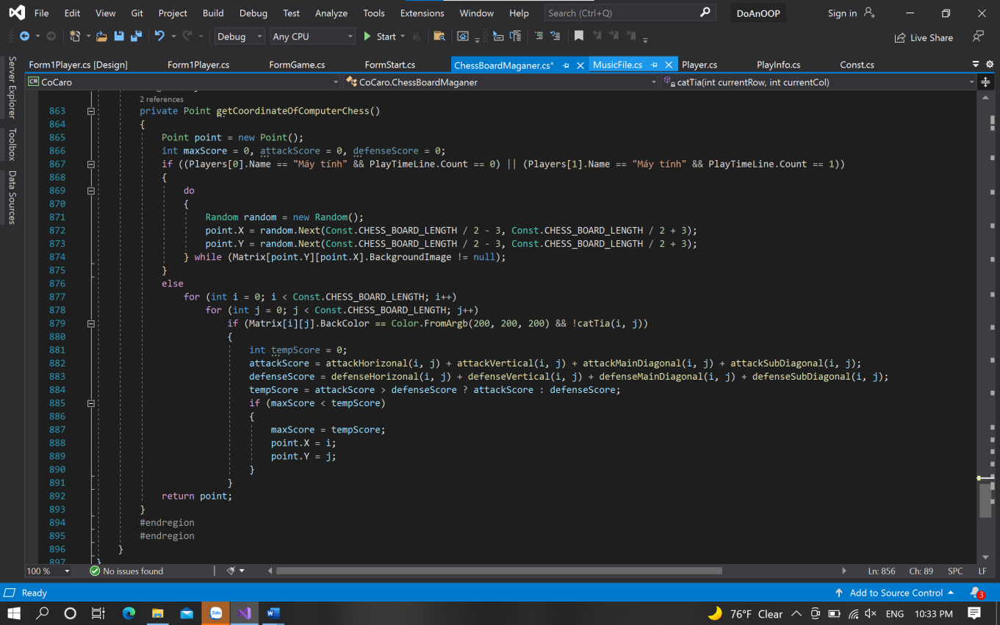 File Edit View Git Project Build Debug Test Analyze Tools Extensions Window Help Search (Ctrl+Q) DoAnOOP Sign in
Debug Any CPU Start Live Share
Form1Player.cs [Design] Form1Player.cs FormGame.cs FormStart.cs ChessBoardMaganer.cs* MusicFile.cs Player.cs PlayInfo.cs Const.cs
C# CoCaro CoCaro.ChessBoardMaganer catTia(int currentRow, int currentCol)
Server Explorer
Toolbox
Data Sources
2 references
863 private Point getCoordinateOfComputerChess()
864 {
865 Point point = new Point();
866 int maxScore = 0, attackScore = 0, defenseScore = 0;
867 if ((Players[0].Name == "Máy tính" && PlayTimeLine.Count == 0) || (Players[1].Name == "Máy tính" && PlayTimeLine.Count == 1))
868 {
869 do
870 {
871 Random random = new Random();
872 point.X = random.Next(Const.CHESS_BOARD_LENGTH / 2 - 3, Const.CHESS_BOARD_LENGTH / 2 + 3);
873 point.Y = random.Next(Const.CHESS_BOARD_LENGTH / 2 - 3, Const.CHESS_BOARD_LENGTH / 2 + 3);
874 } while (Matrix[point.Y][point.X].BackgroundImage != null);
875 }
876 else
877 for (int i = 0; i < Const.CHESS_BOARD_LENGTH; i++)
878 for (int j = 0; j < Const.CHESS_BOARD_LENGTH; j++)
879 if (Matrix[i][j].BackColor == Color.FromArgb(200, 200, 200) && !catTia(i, j))
880 {
881 int tempScore = 0;
882 attackScore = attackHorizonal(i, j) + attackVertical(i, j) + attackMainDiagonal(i, j) + attackSubDiagonal(i, j);
883 defenseScore = defenseHorizonal(i, j) + defenseVertical(i, j) + defenseMainDiagonal(i, j) + defenseSubDiagonal(i, j);
884 tempScore = attackScore > defenseScore ? attackScore : defenseScore;
885 if (maxScore < tempScore)
886 {
887 maxScore = tempScore;
888 point.X = i;
889 point.Y = j;
890 }
891 }
892 return point;
893 }
894 #endregion
895 #endregion
896 }
897 }
100 % No issues found Ln: 856 Ch: 89 SPC LF
Ready Add to Source Control 3
Zalo 76°F Clear ENG 10:33 PM